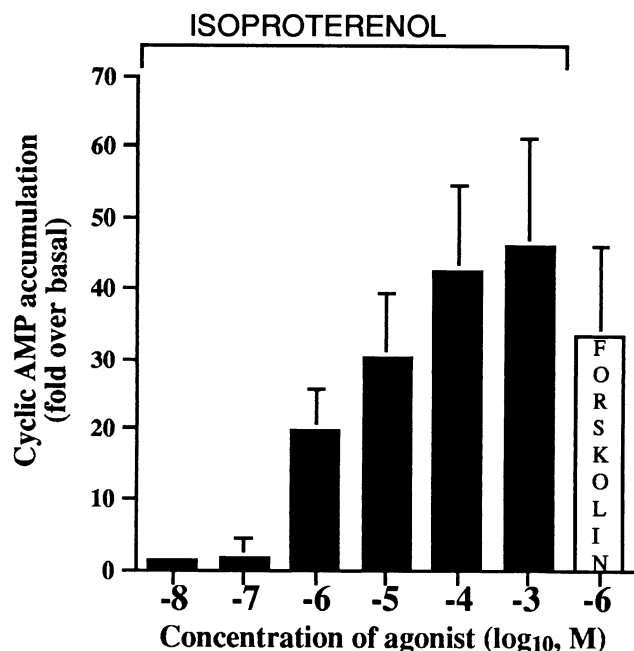 ISOPROTERENOL
70
60
50
40
30
20
10
0
Cyclic AMP accumulation
(fold over basal)
FORSKOLIN
-8 -7 -6 -5 -4 -3 -6
Concentration of agonist (log₁₀, M)